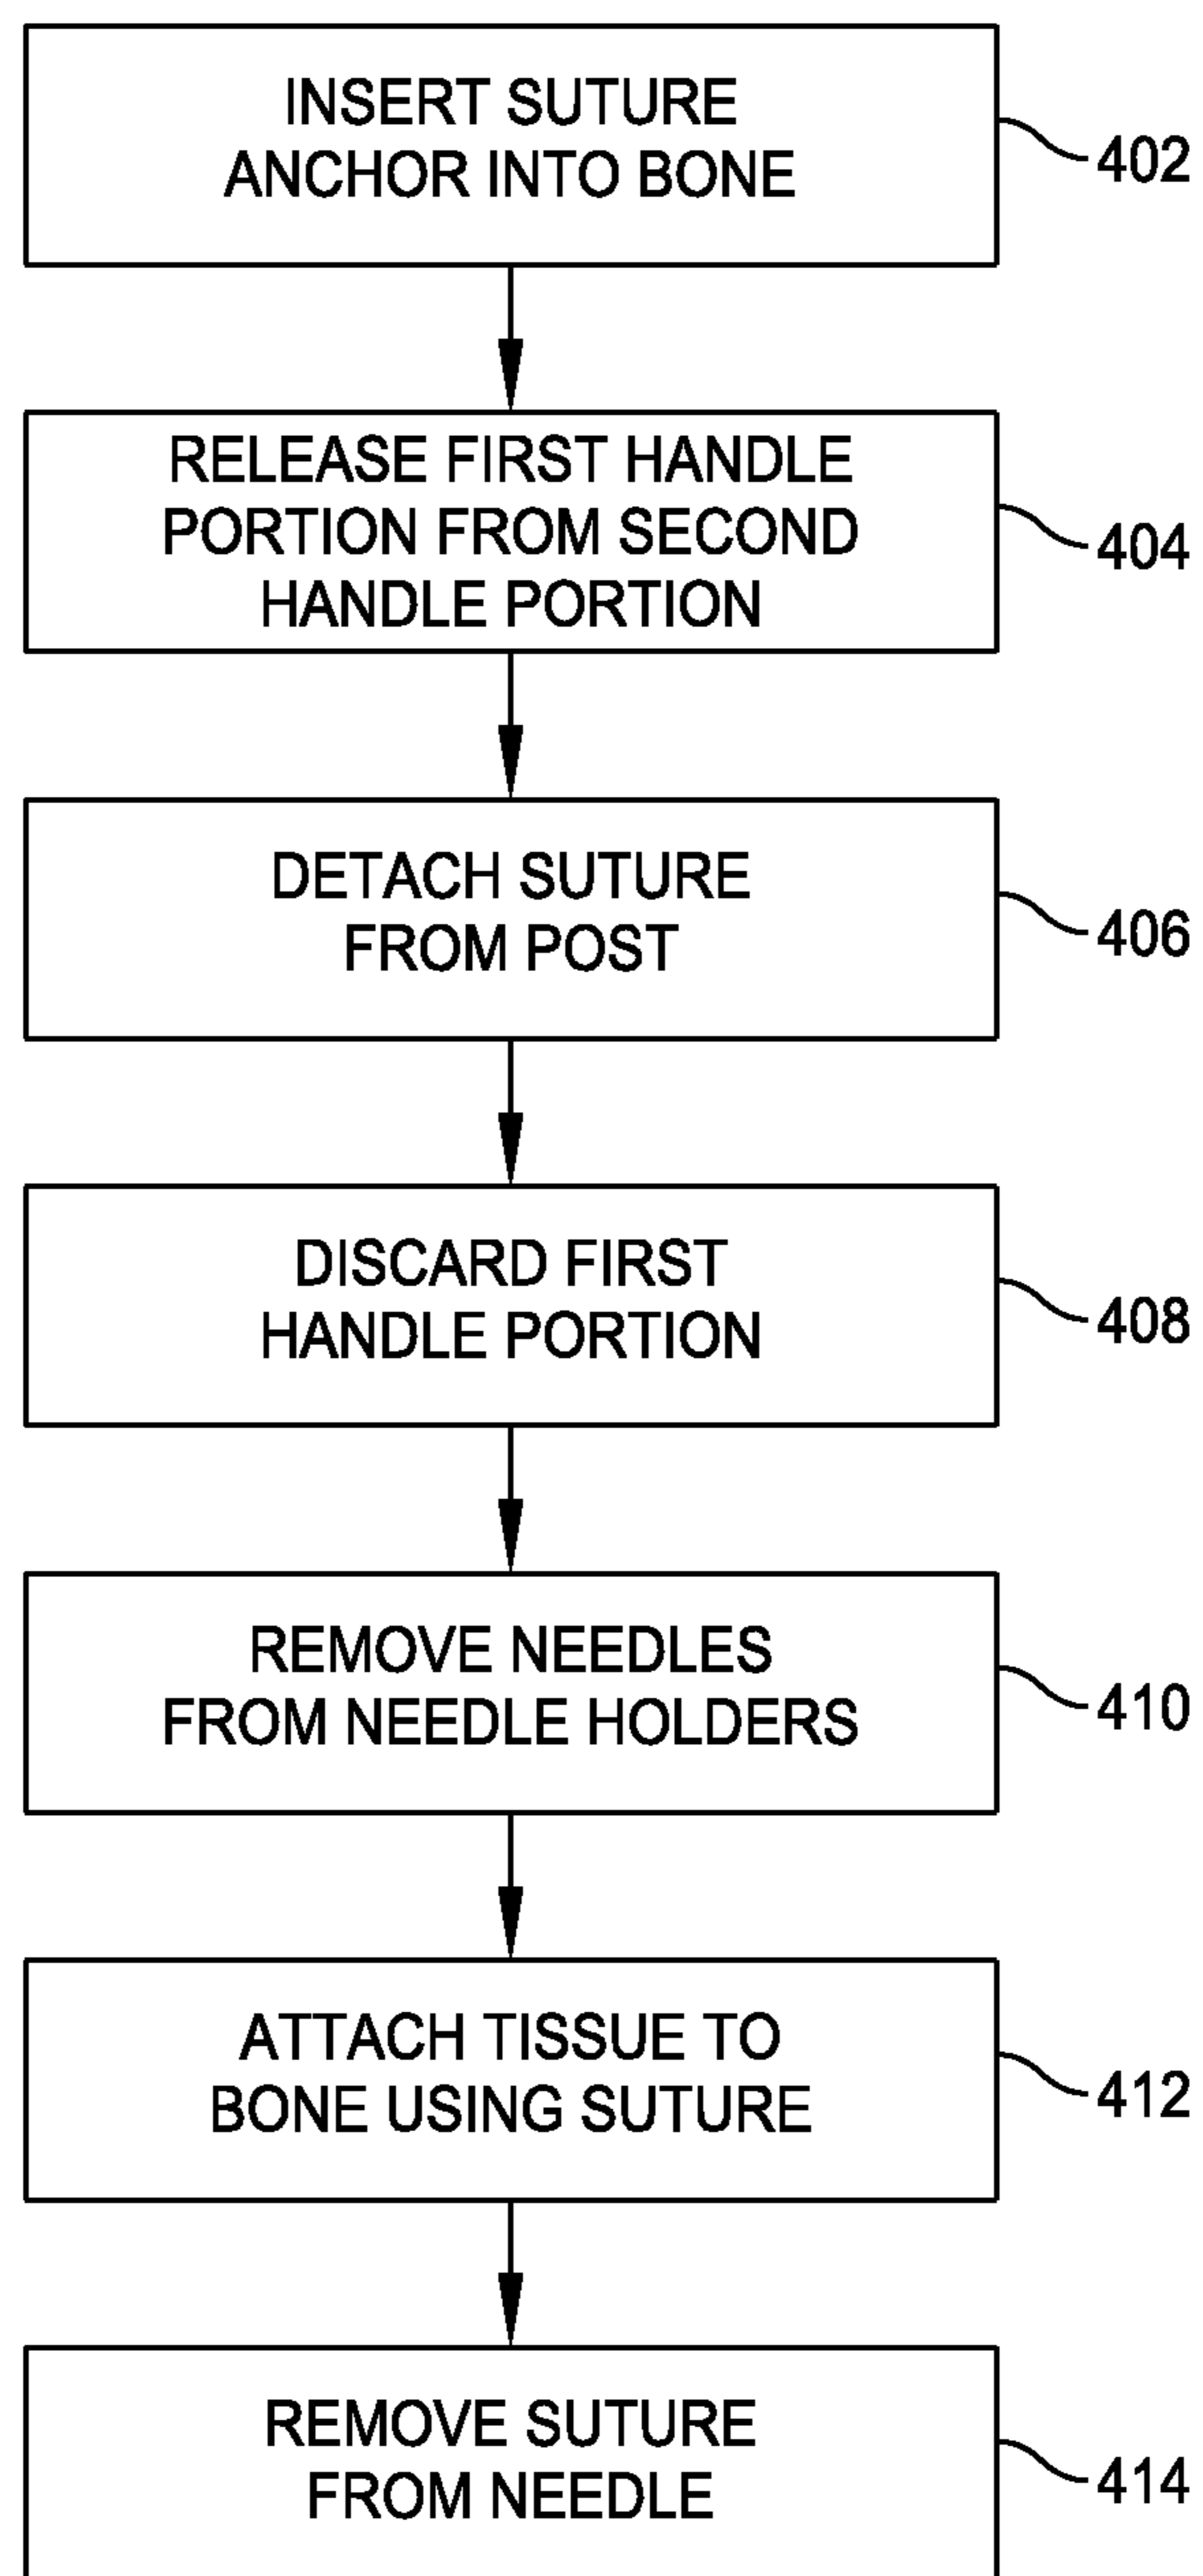 INSERT SUTURE
ANCHOR INTO BONE
402
RELEASE FIRST HANDLE
PORTION FROM SECOND
HANDLE PORTION
404
DETACH SUTURE
FROM POST
406
DISCARD FIRST
HANDLE PORTION
408
REMOVE NEEDLES
FROM NEEDLE HOLDERS
410
ATTACH TISSUE TO
BONE USING SUTURE
412
REMOVE SUTURE
FROM NEEDLE
414